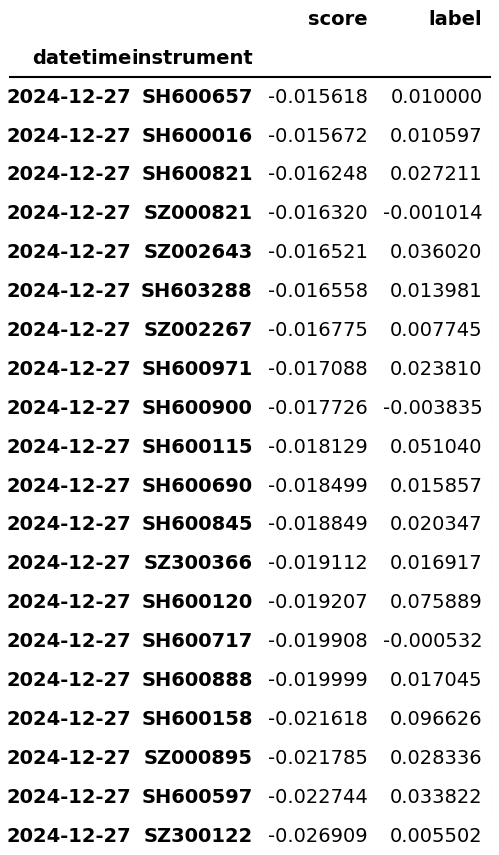 score label
datetime instrument
2024-12-27 SH600657 -0.015618 0.010000
2024-12-27 SH600016 -0.015672 0.010597
2024-12-27 SH600821 -0.016248 0.027211
2024-12-27 SZ000821 -0.016320 -0.001014
2024-12-27 SZ002643 -0.016521 0.036020
2024-12-27 SH603288 -0.016558 0.013981
2024-12-27 SZ002267 -0.016775 0.007745
2024-12-27 SH600971 -0.017088 0.023810
2024-12-27 SH600900 -0.017726 -0.003835
2024-12-27 SH600115 -0.018129 0.051040
2024-12-27 SH600690 -0.018499 0.015857
2024-12-27 SH600845 -0.018849 0.020347
2024-12-27 SZ300366 -0.019112 0.016917
2024-12-27 SH600120 -0.019207 0.075889
2024-12-27 SH600717 -0.019908 -0.000532
2024-12-27 SH600888 -0.019999 0.017045
2024-12-27 SH600158 -0.021618 0.096626
2024-12-27 SZ000895 -0.021785 0.028336
2024-12-27 SH600597 -0.022744 0.033822
2024-12-27 SZ300122 -0.026909 0.005502